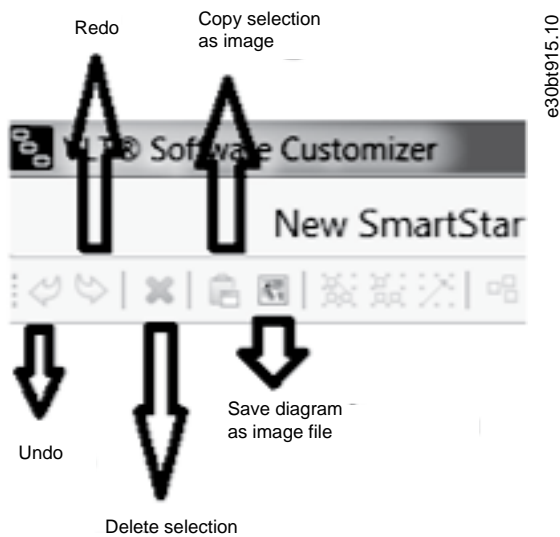 Redo
Copy selection
as image
e30bt915.10
VLT® Software Customizer
New SmartStar
Save diagram
as image file
Undo
Delete selection